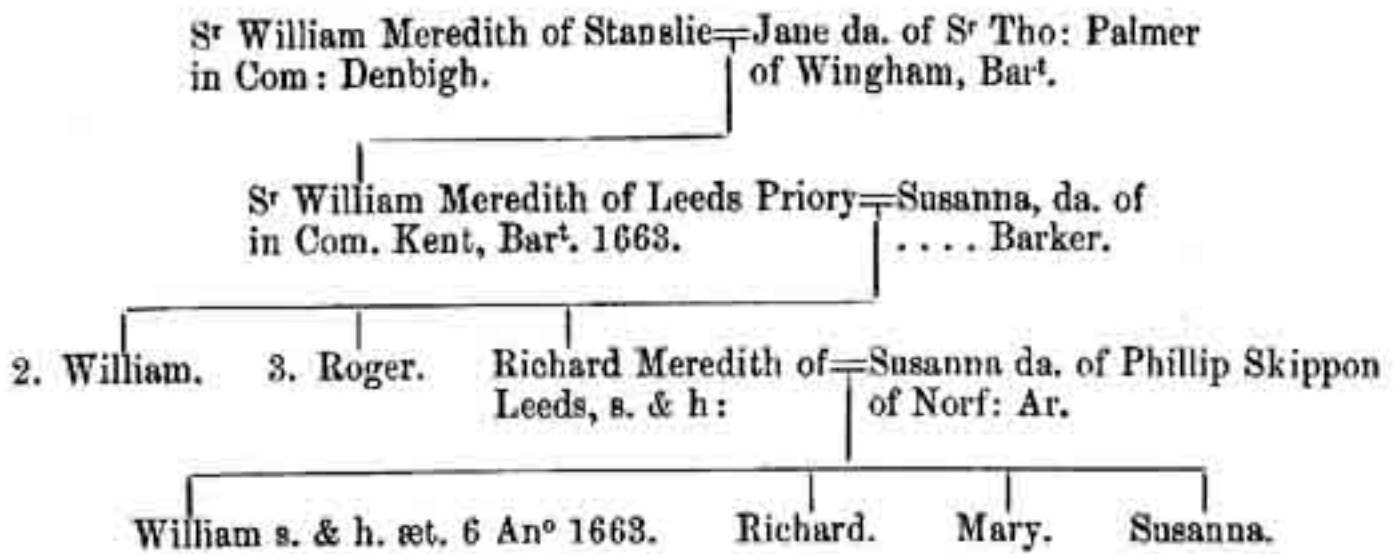 Sʳ William Meredith of Stanslie=Jane da. of Sʳ Tho: Palmer
in Com: Denbigh. of Wingham, Barᵗ.
Sʳ William Meredith of Leeds Priory=Susanna, da. of
in Com. Kent, Barᵗ. 1663. . . . . Barker.
2. William. 3. Roger. Richard Meredith of=Susanna da. of Phillip Skippon
Leeds, s. & h: of Norf: Ar.
William s. & h. æt. 6 Anº 1663. Richard. Mary. Susanna.